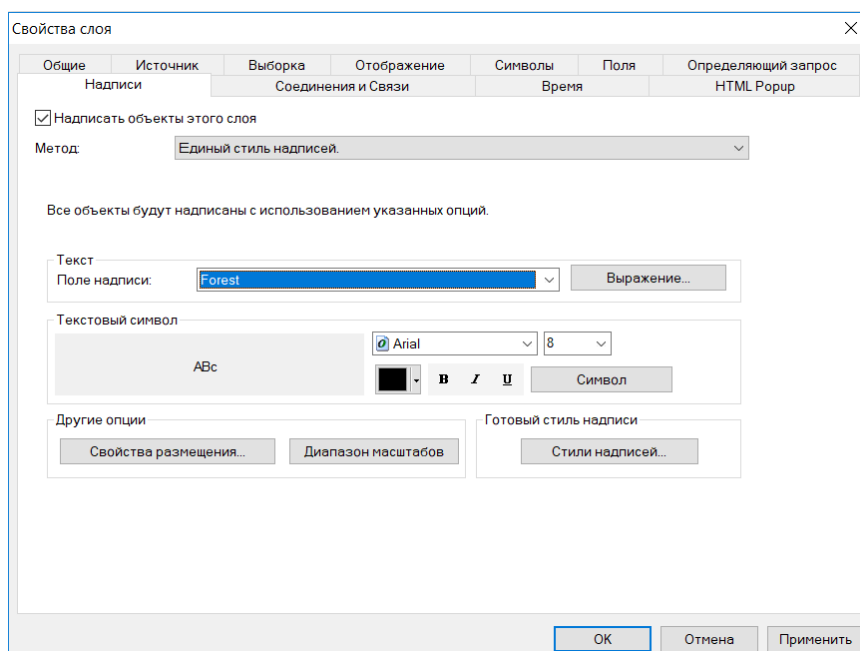 Свойства слоя
Общие Источник Выборка Отображение Символы Поля Определяющий запрос
Надписи Соединения и Связи Время HTML Popup
Надписать объекты этого слоя
Метод: Единый стиль надписей.
Все объекты будут надписаны с использованием указанных опций.
Текст
Поле надписи: Forest Выражение...
Текстовый символ
ABc Arial 8
B I U Символ
Другие опции Готовый стиль надписи
Свойства размещения... Диапазон масштабов Стили надписей...
OK Отмена Применить